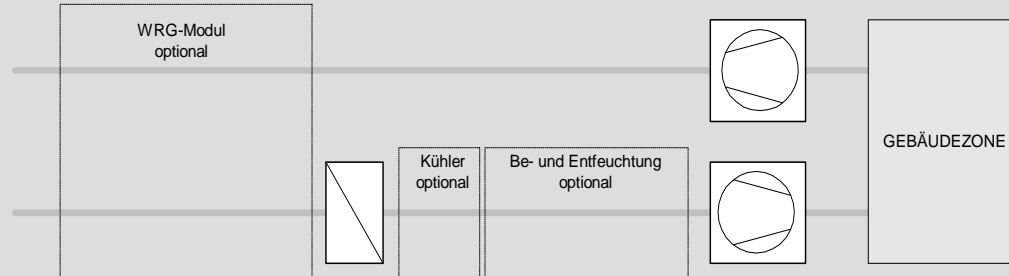 WRG-Modul
optional
GEBÄUDEZONE
Kühler
optional
Be- und Entfeuchtung
optional